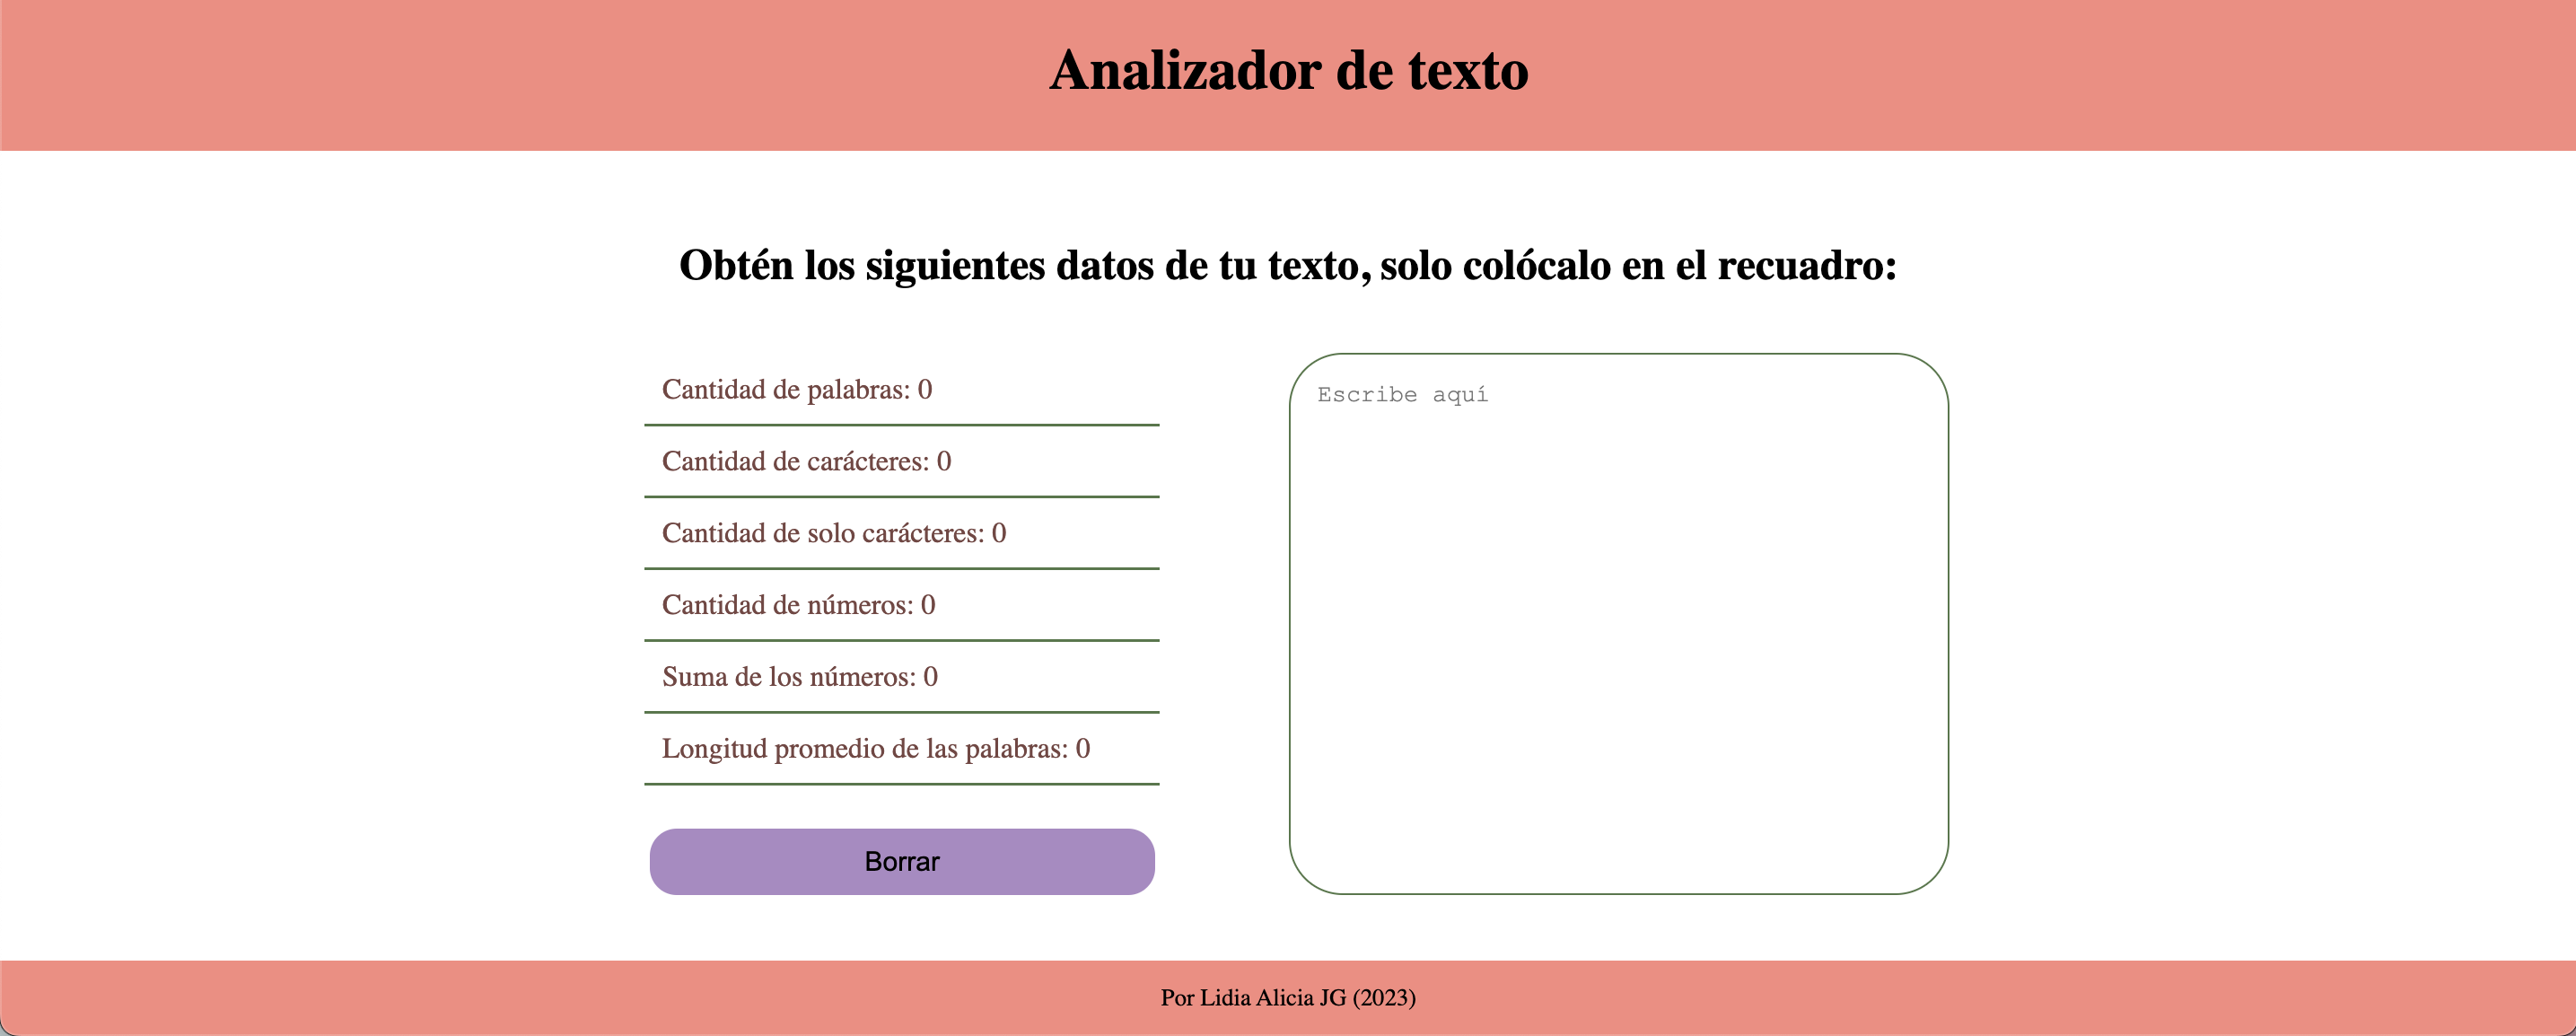 Analizador de texto
Obtén los siguientes datos de tu texto, solo colócalo en el recuadro:
Cantidad de palabras: 0
Cantidad de carácteres: 0
Cantidad de solo carácteres: 0
Cantidad de números: 0
Suma de los números: 0
Longitud promedio de las palabras: 0
Borrar
Escribe aquí
Por Lidia Alicia JG (2023)